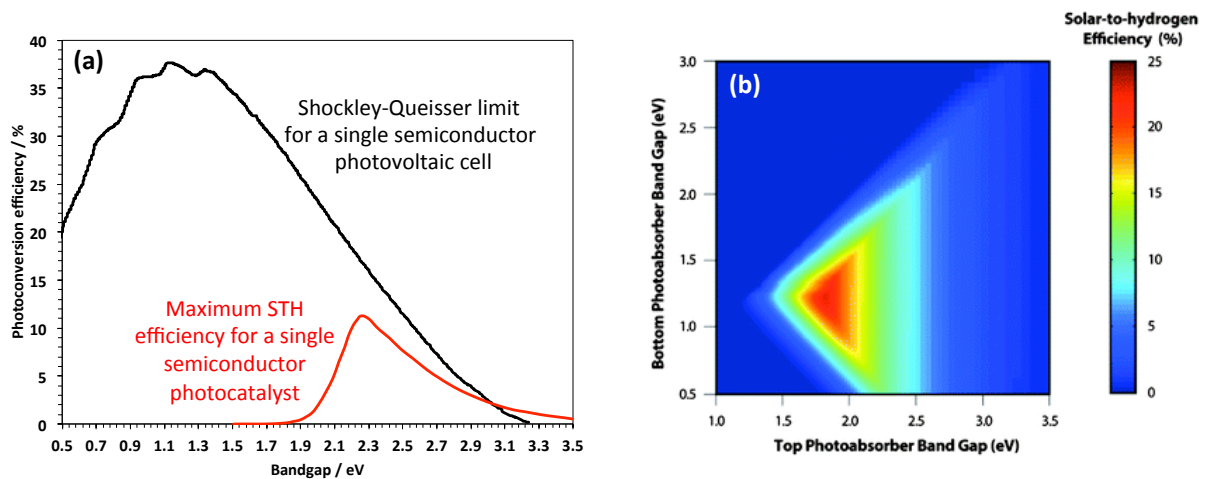 (a)
40
35
30
25
20
15
10
5
0
Photoconversion efficiency / %
Shockley-Queisser limit
for a single semiconductor
photovoltaic cell
Maximum STH
efficiency for a single
semiconductor
photocatalyst
0.5 0.7 0.9 1.1 1.3 1.5 1.7 1.9 2.1 2.3 2.5 2.7 2.9 3.1 3.3 3.5
Bandgap / eV
Solar-to-hydrogen
Efficiency (%)
(b)
3.0
2.5
2.0
1.5
1.0
0.5
Bottom Photoabsorber Band Gap (eV)
1.0 1.5 2.0 2.5 3.0 3.5
Top Photoabsorber Band Gap (eV)
25
20
15
10
5
0